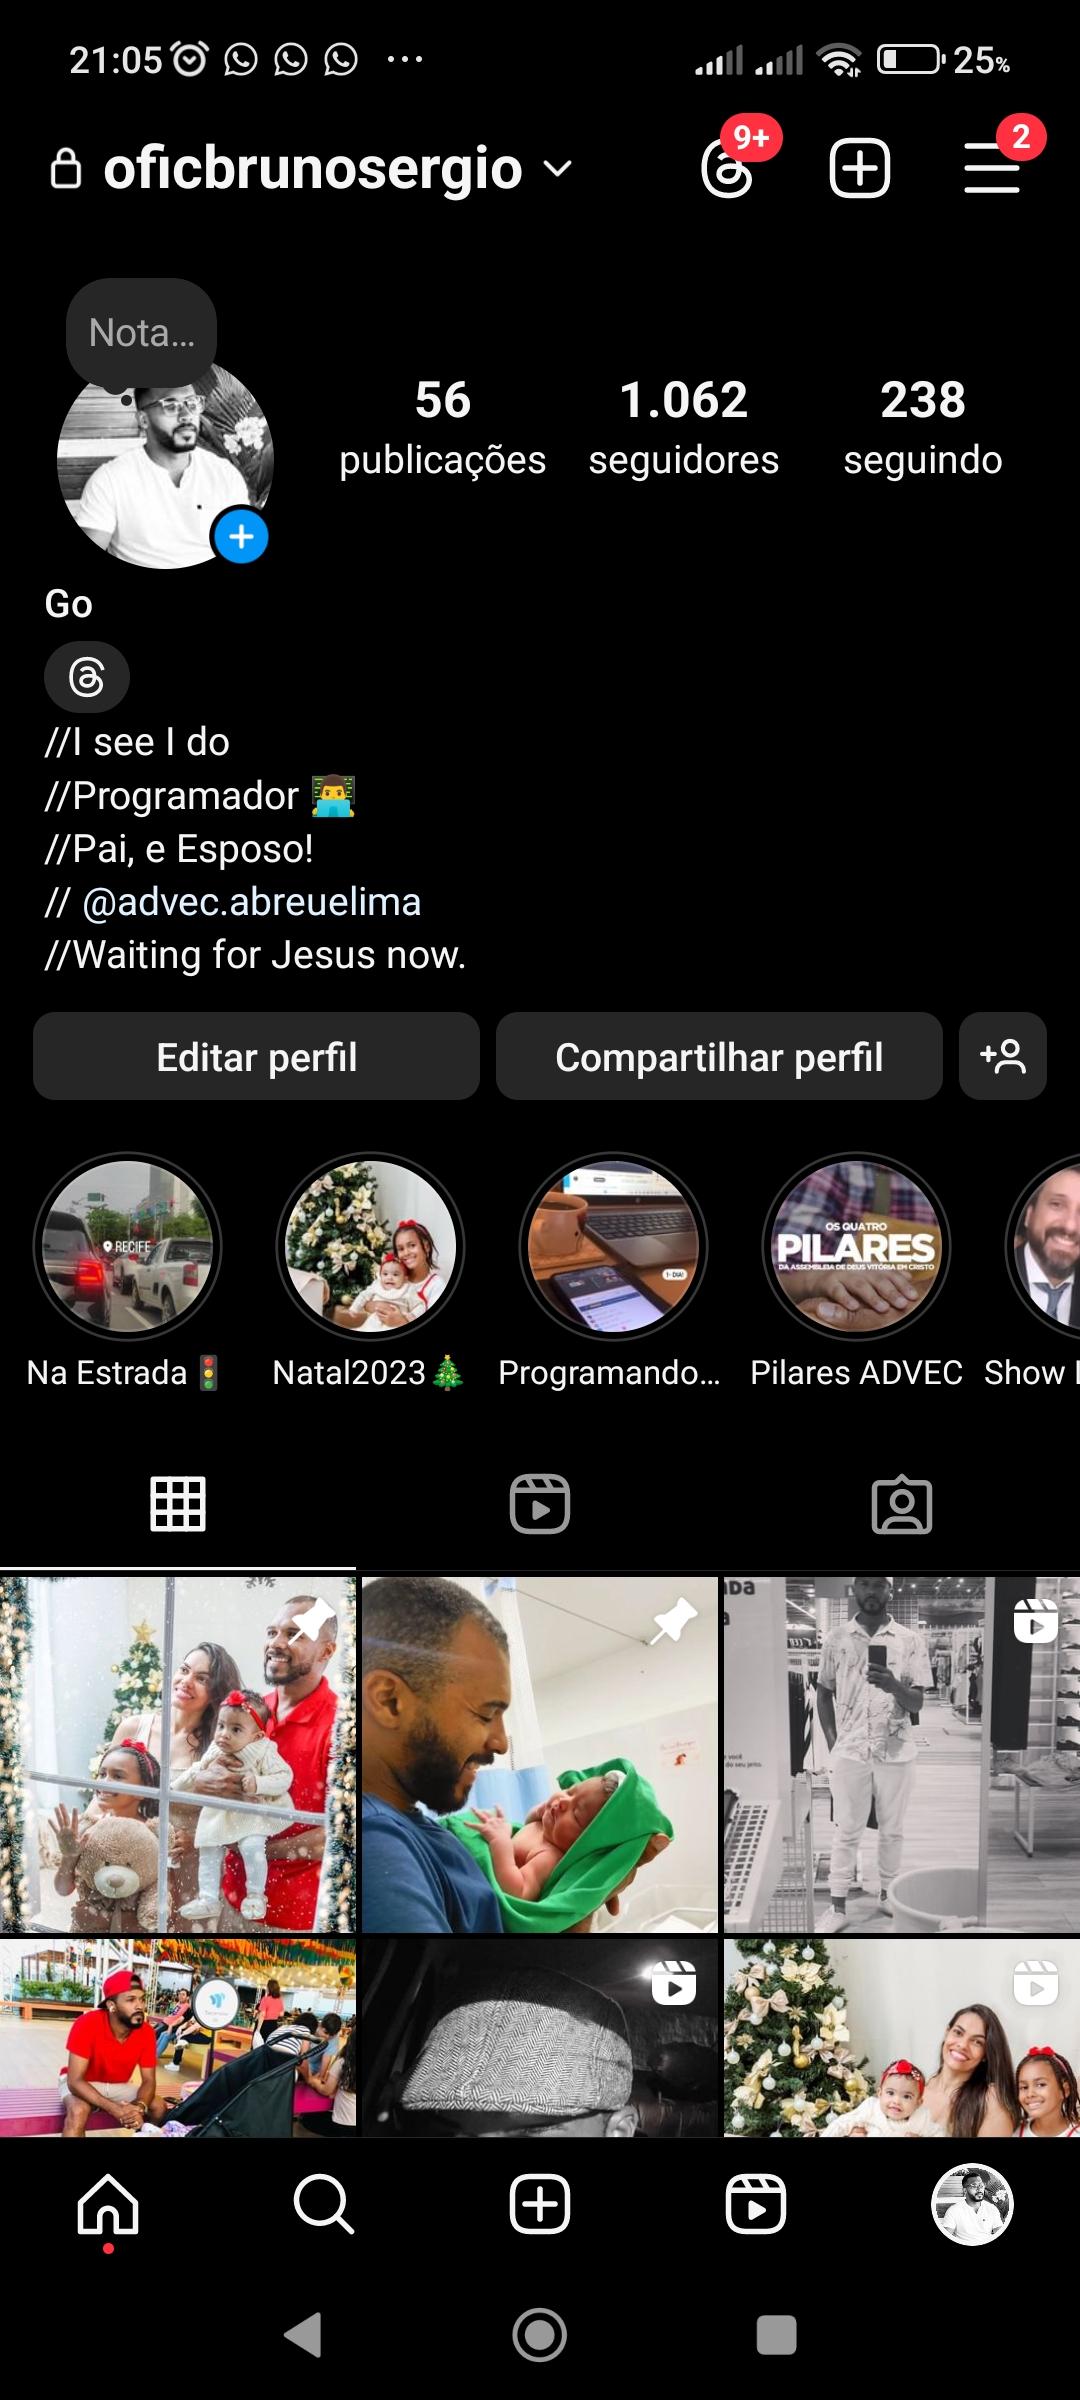 21:05
25%
oficbrunosergio
9+
2
Nota...
56
1.062
238
publicações
seguidores
seguindo
Go
//I see I do
//Programador 👨‍💻
//Pai, e Esposo!
// @advec.abreuelima
//Waiting for Jesus now.
Editar perfil
Compartilhar perfil
RECIFE
1º DIA!
OS QUATRO
PILARES
DA ASSEMBLEIA DE DEUS VITÓRIA EM CRISTO
Na Estrada🚦
Natal2023🎄
Programando...
Pilares ADVEC
Show